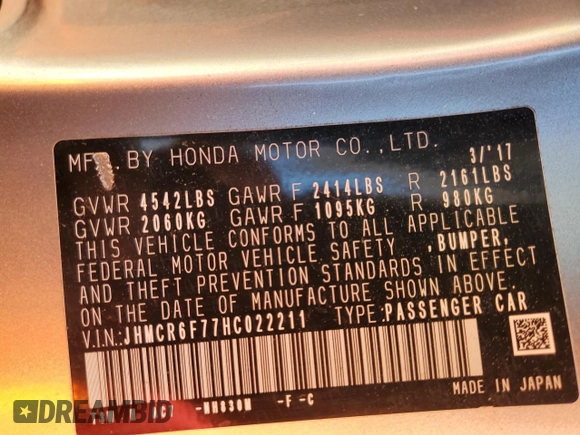 MFD. BY HONDA MOTOR CO.,LTD. 3/'17
GVWR 4542LBS GAWR F 2414LBS R 2161LBS
GVWR 2060KG GAWR F 1095KG R 980KG
THIS VEHICLE CONFORMS TO ALL APPLICABLE
FEDERAL MOTOR VEHICLE SAFETY ,BUMPER,
AND THEFT PREVENTION STANDARDS IN EFFECT
ON THE DATE OF MANUFACTURE SHOWN ABOVE.
V.I.N:JHMCR6F77HC022211 TYPE:PASSENGER CAR
-F -C MADE IN JAPAN
DREAMBID